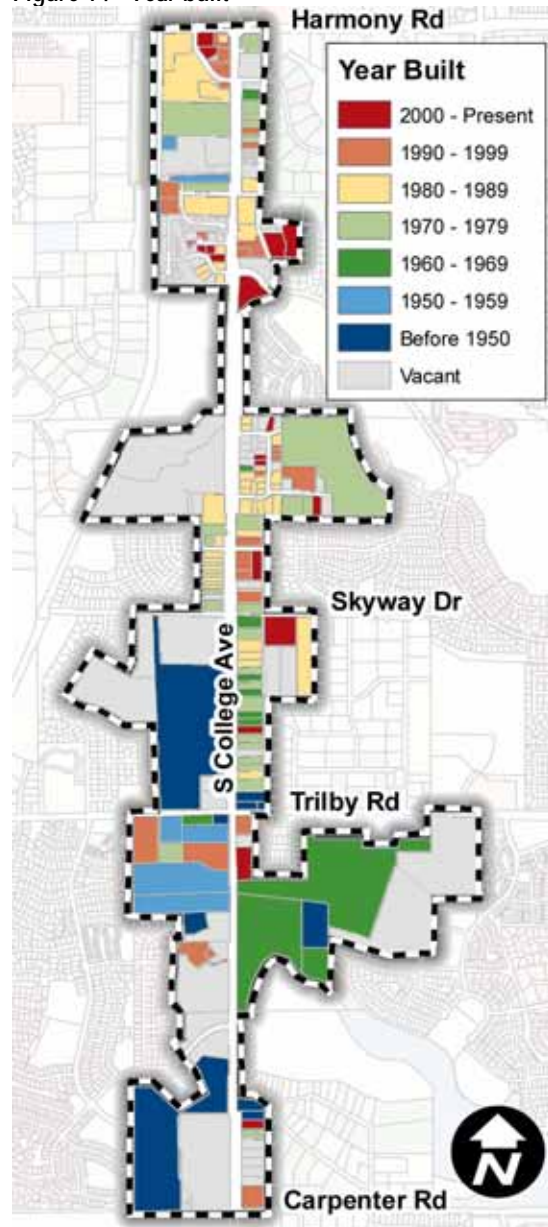 Harmony Rd
Year Built
2000 - Present
1990 - 1999
1980 - 1989
1970 - 1979
1960 - 1969
1950 - 1959
Before 1950
Vacant
Skyway Dr
S College Ave
Trilby Rd
N
Carpenter Rd